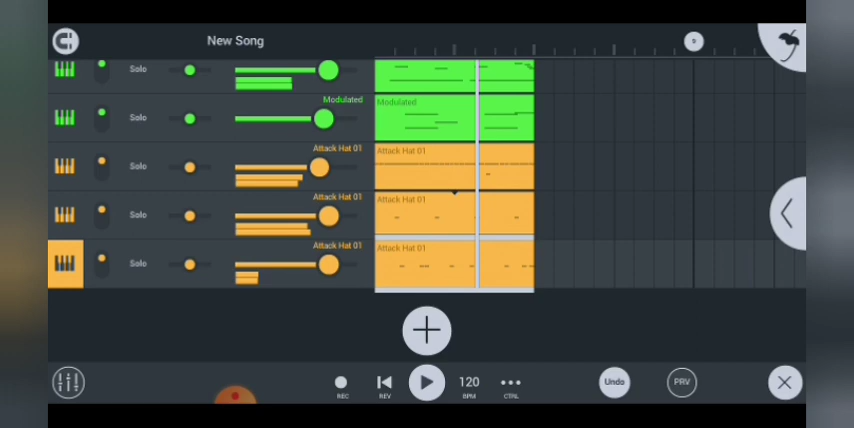 New Song
9
Solo
Modulated
Solo
Modulated
Attack Hat 01
Solo
Attack Hat 01
Attack Hat 01
Solo
Attack Hat 01
Attack Hat 01
Solo
Attack Hat 01
120
Undo
PRV
REC
REV
BPM
CTRL